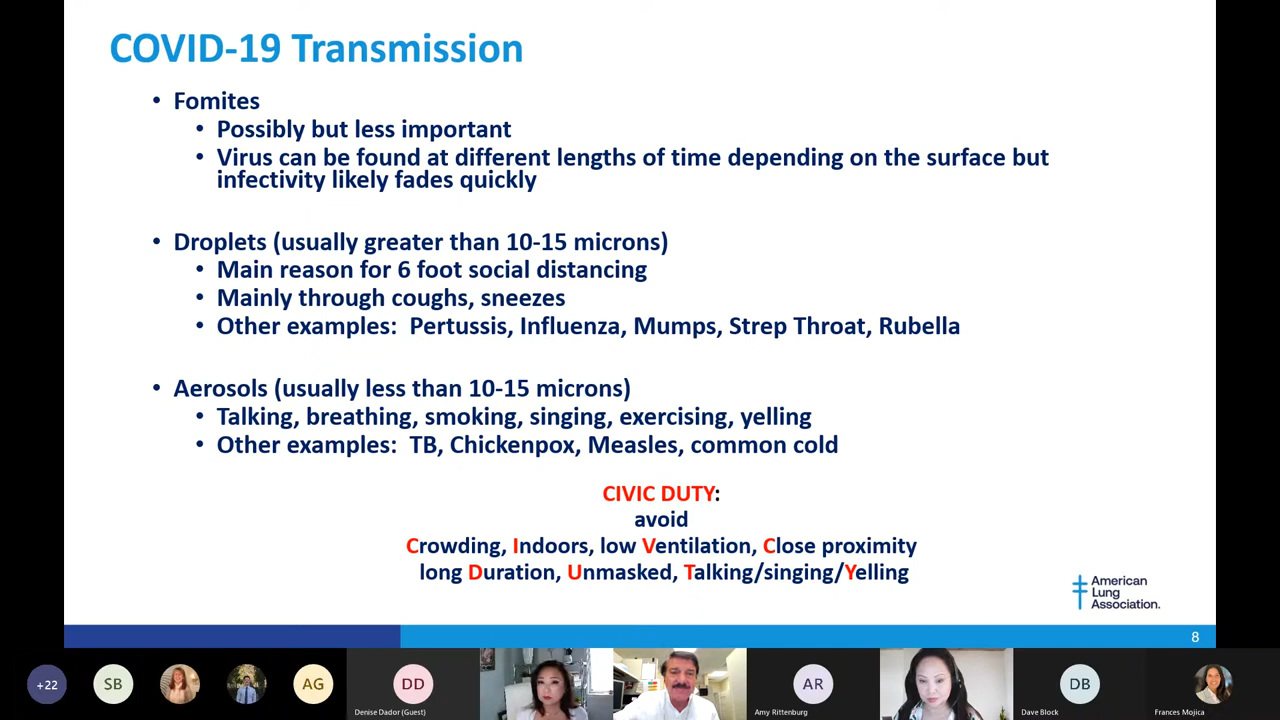 COVID-19 Transmission
• Fomites
• Possibly but less important
• Virus can be found at different lengths of time depending on the surface but
infectivity likely fades quickly
• Droplets (usually greater than 10-15 microns)
• Main reason for 6 foot social distancing
• Mainly through coughs, sneezes
• Other examples: Pertussis, Influenza, Mumps, Strep Throat, Rubella
• Aerosols (usually less than 10-15 microns)
• Talking, breathing, smoking, singing, exercising, yelling
• Other examples: TB, Chickenpox, Measles, common cold
CIVIC DUTY:
avoid
Crowding, Indoors, low Ventilation, Close proximity
long Duration, Unmasked, Talking/singing/Yelling
American
Lung
Association.
8
+22
SB
AG
DD
Denise Dador (Guest)
AR
Amy Rittenburg
DB
Dave Block
Frances Mojica